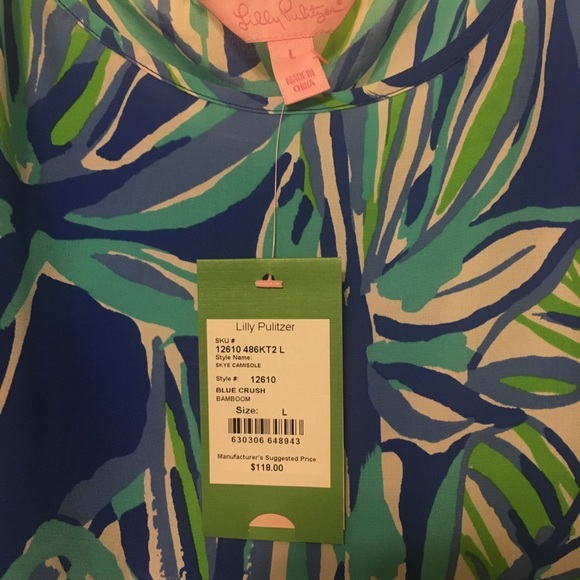 Lilly Pulitzer
L
MADE IN
CHINA
Lilly Pulitzer
SKU #
12610 486KT2 L
Style Name:
SKYE CAMISOLE
Style #: 12610
BLUE CRUSH
BAMBOOM
Size: L
630306 648943
Manufacturer's Suggested Price
$118.00